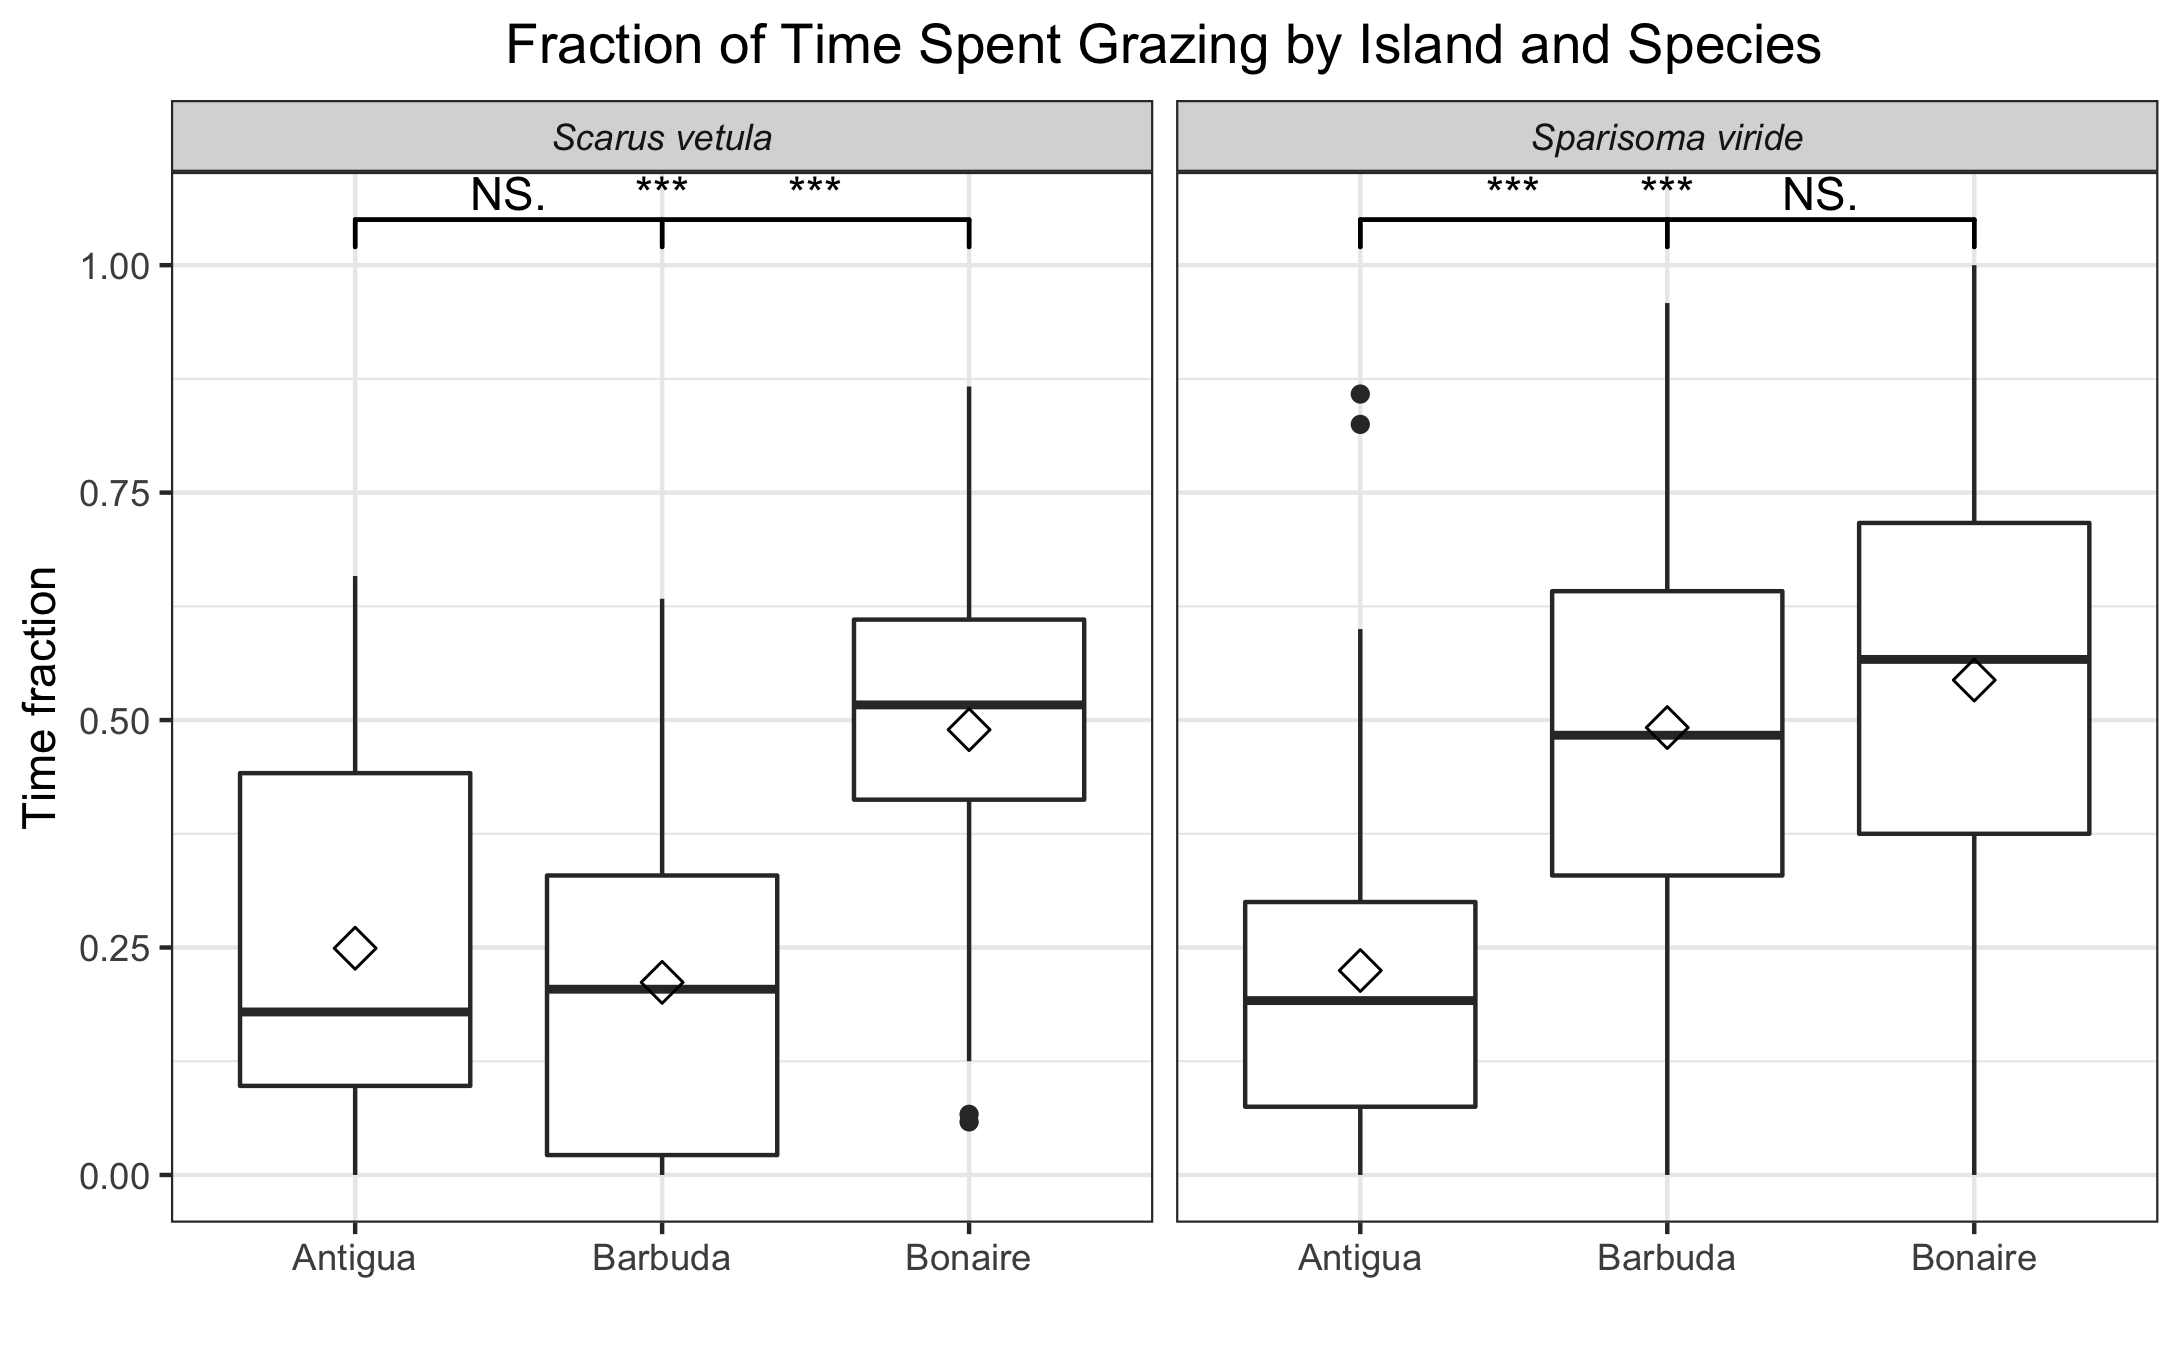 Fraction of Time Spent Grazing by Island and Species
Scarus vetula
Sparisoma viride
NS. *** ***
*** *** NS.
1.00
0.75
0.50
0.25
0.00
Time fraction
Antigua Barbuda Bonaire
Antigua Barbuda Bonaire